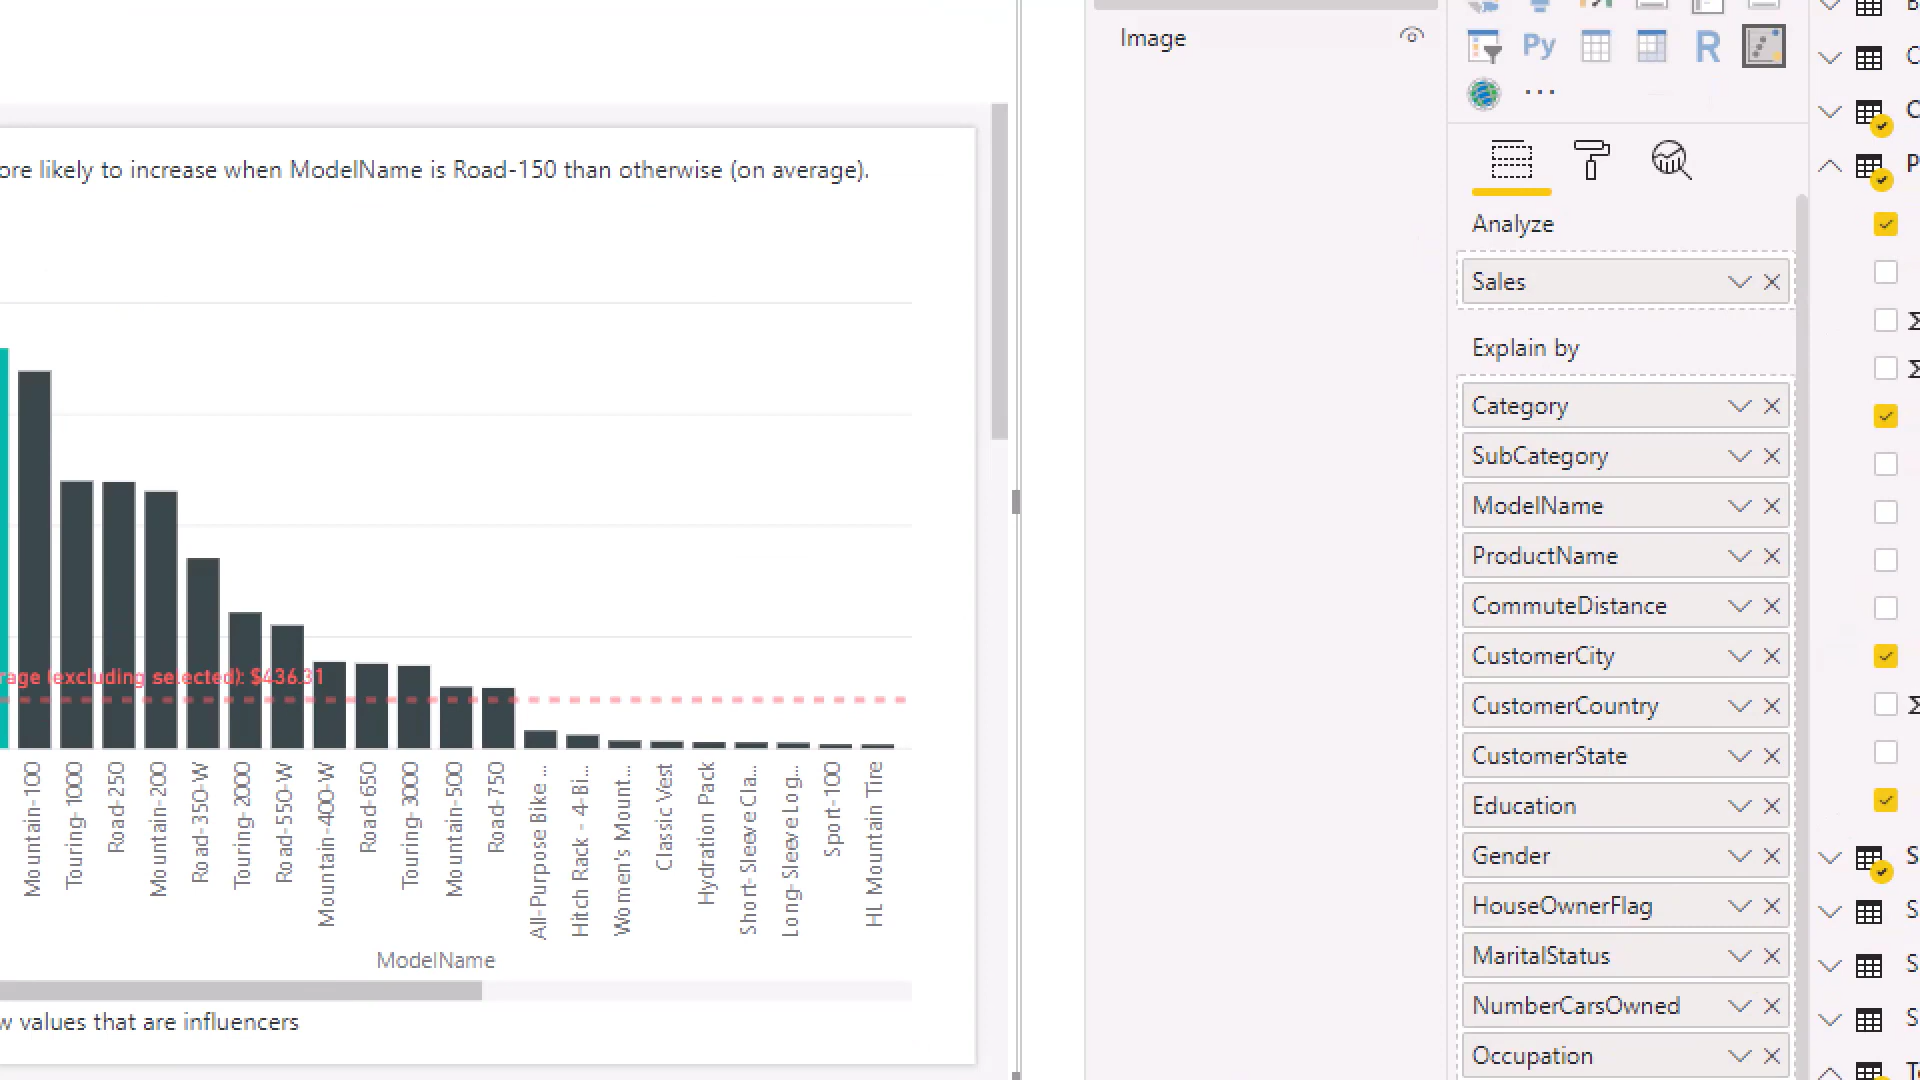 Image
Py
R
...
ore likely to increase when ModelName is Road-150 than otherwise (on average).
Analyze
Sales
Explain by
Category
SubCategory
ModelName
ProductName
CommuteDistance
CustomerCity
CustomerCountry
CustomerState
Education
Gender
HouseOwnerFlag
MaritalStatus
NumberCarsOwned
Occupation
rage (excluding selected): $436.31
Mountain-100
Touring-1000
Road-250
Mountain-200
Road-350-W
Touring-2000
Road-550-W
Mountain-400-W
Road-650
Touring-3000
Mountain-500
Road-750
All-Purpose Bike ...
Hitch Rack - 4-Bi...
Women's Mount...
Classic Vest
Hydration Pack
Short-Sleeve Cla...
Long-Sleeve Log...
Sport-100
HL Mountain Tire
ModelName
w values that are influencers